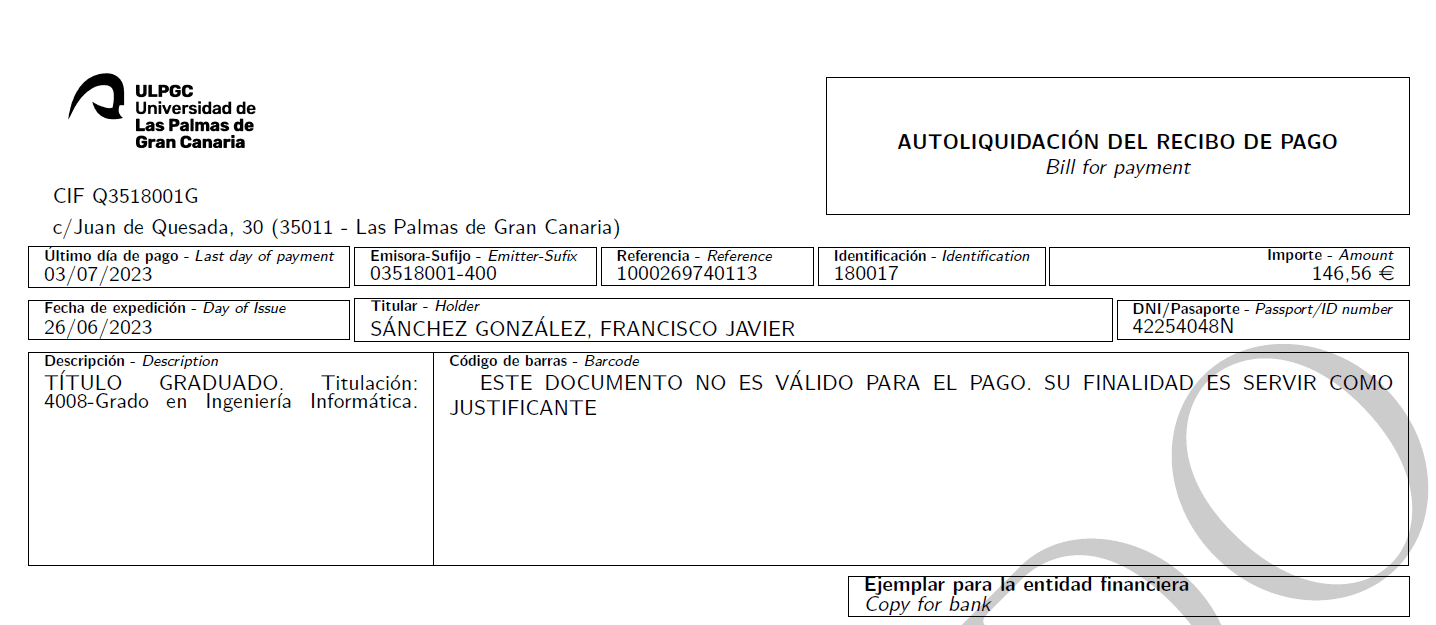 ULPGC
Universidad de
Las Palmas de
Gran Canaria
AUTOLIQUIDACIÓN DEL RECIBO DE PAGO
Bill for payment
CIF Q3518001G
c/Juan de Quesada, 30 (35011 - Las Palmas de Gran Canaria)
Último día de pago - Last day of payment
03/07/2023
Emisora-Sufijo - Emitter-Sufix
03518001-400
Referencia - Reference
1000269740113
Identificación - Identification
180017
Importe - Amount
146,56 €
Fecha de expedición - Day of Issue
26/06/2023
Titular - Holder
SÁNCHEZ GONZÁLEZ, FRANCISCO JAVIER
DNI/Pasaporte - Passport/ID number
42254048N
Descripción - Description
TÍTULO GRADUADO. Titulación:
4008-Grado en Ingeniería Informática.
Código de barras - Barcode
ESTE DOCUMENTO NO ES VÁLIDO PARA EL PAGO. SU FINALIDAD ES SERVIR COMO
JUSTIFICANTE
Ejemplar para la entidad financiera
Copy for bank